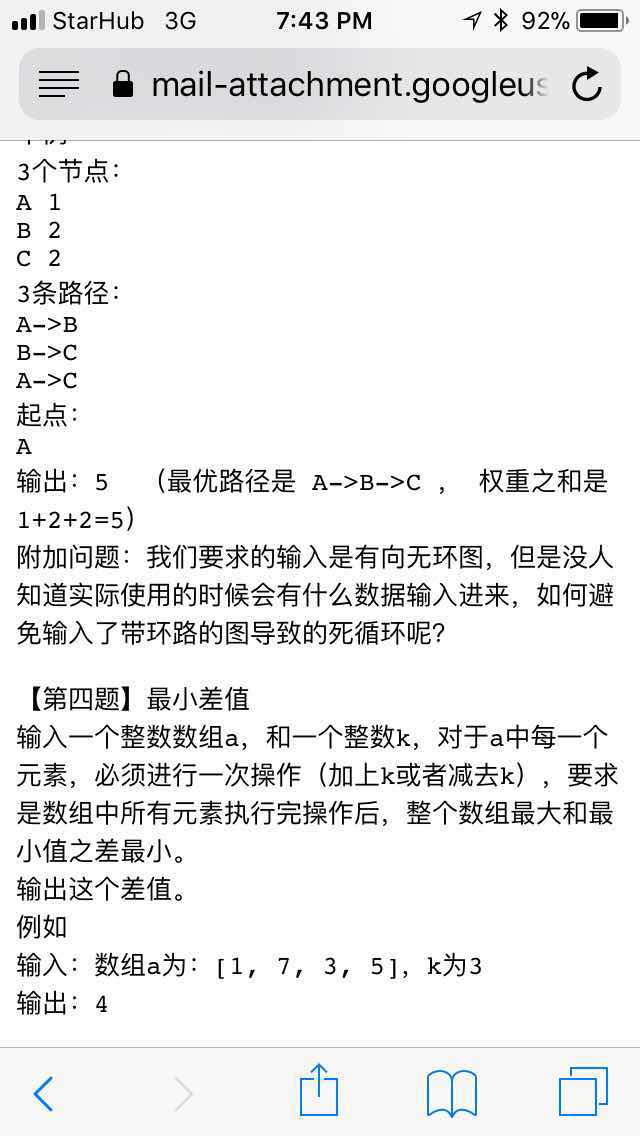 StarHub 3G 7:43 PM 92%
mail-attachment.googleus
3个节点：
A 1
B 2
C 2
3条路径：
A->B
B->C
A->C
起点：
A
输出：5 （最优路径是 A->B->C ， 权重之和是
1+2+2=5）
附加问题：我们要求的输入是有向无环图，但是没人
知道实际使用的时候会有什么数据输入进来，如何避
免输入了带环路的图导致的死循环呢？
【第四题】最小差值
输入一个整数数组a，和一个整数k，对于a中每一个
元素，必须进行一次操作（加上k或者减去k），要求
是数组中所有元素执行完操作后，整个数组最大和最
小值之差最小。
输出这个差值。
例如
输入：数组a为：[1, 7, 3, 5]，k为3
输出：4